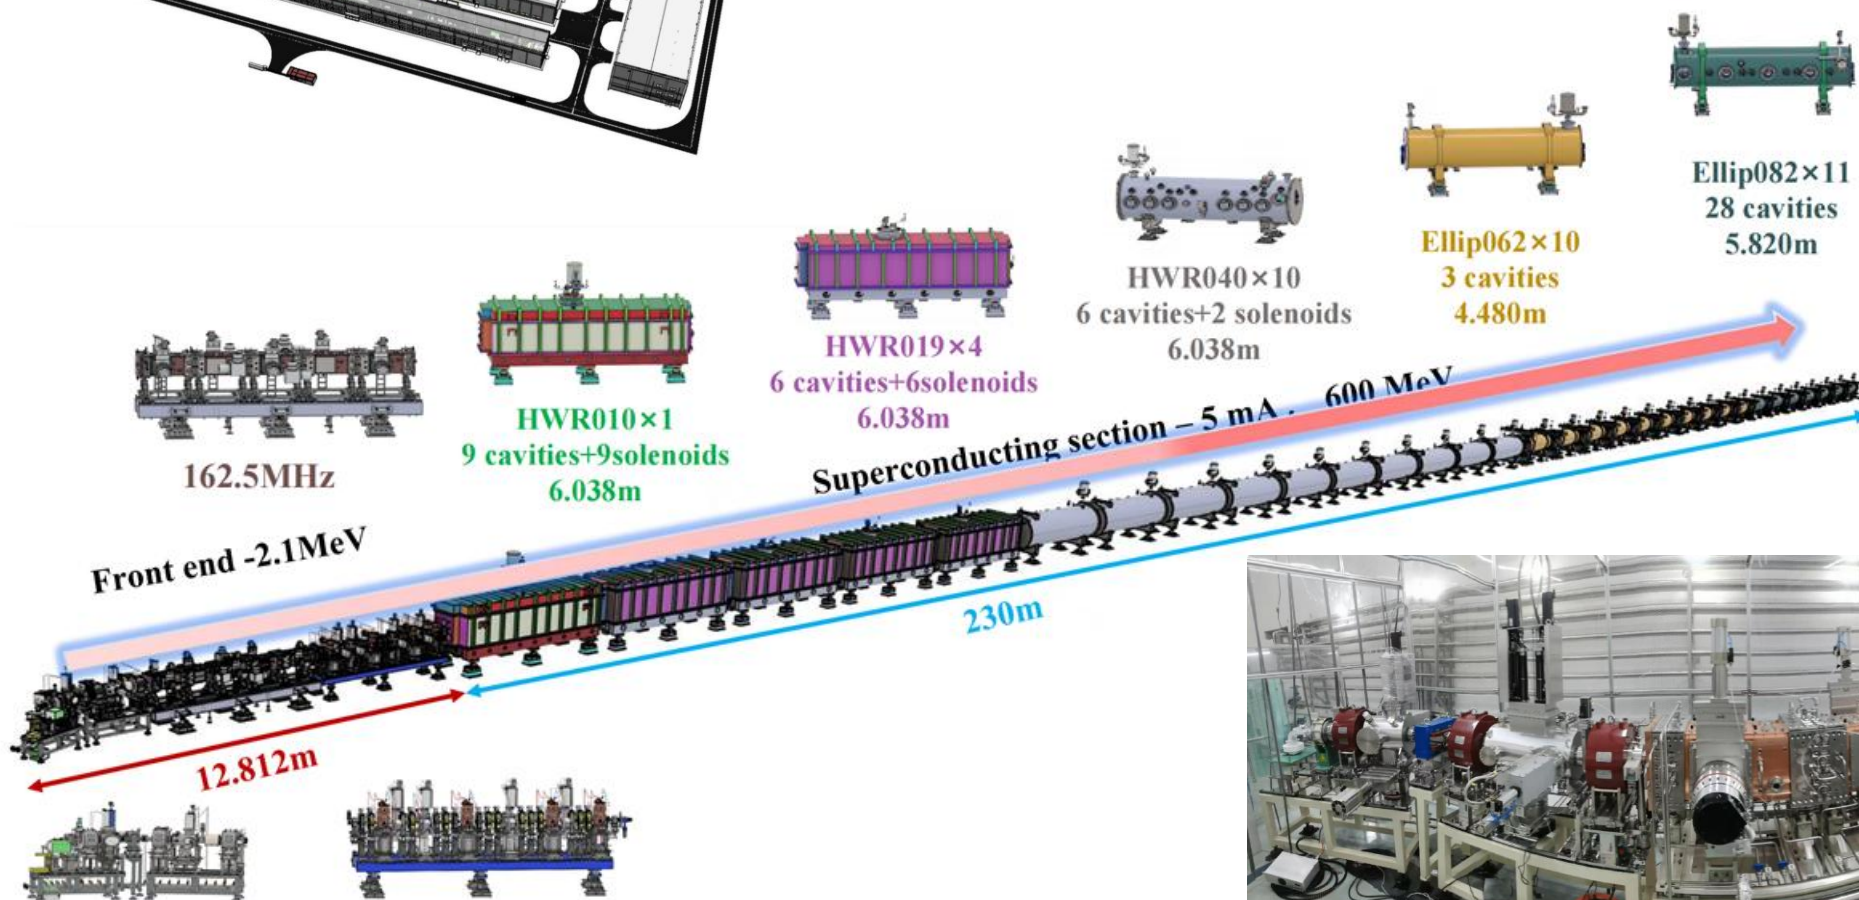 Ellip082×11
28 cavities
5.820m
Ellip062×10
3 cavities
4.480m
HWR040×10
6 cavities+2 solenoids
6.038m
HWR019×4
6 cavities+6solenoids
6.038m
HWR010×1
9 cavities+9solenoids
6.038m
162.5MHz
Superconducting section – 5 mA , 600 MeV
Front end -2.1MeV
230m
12.812m